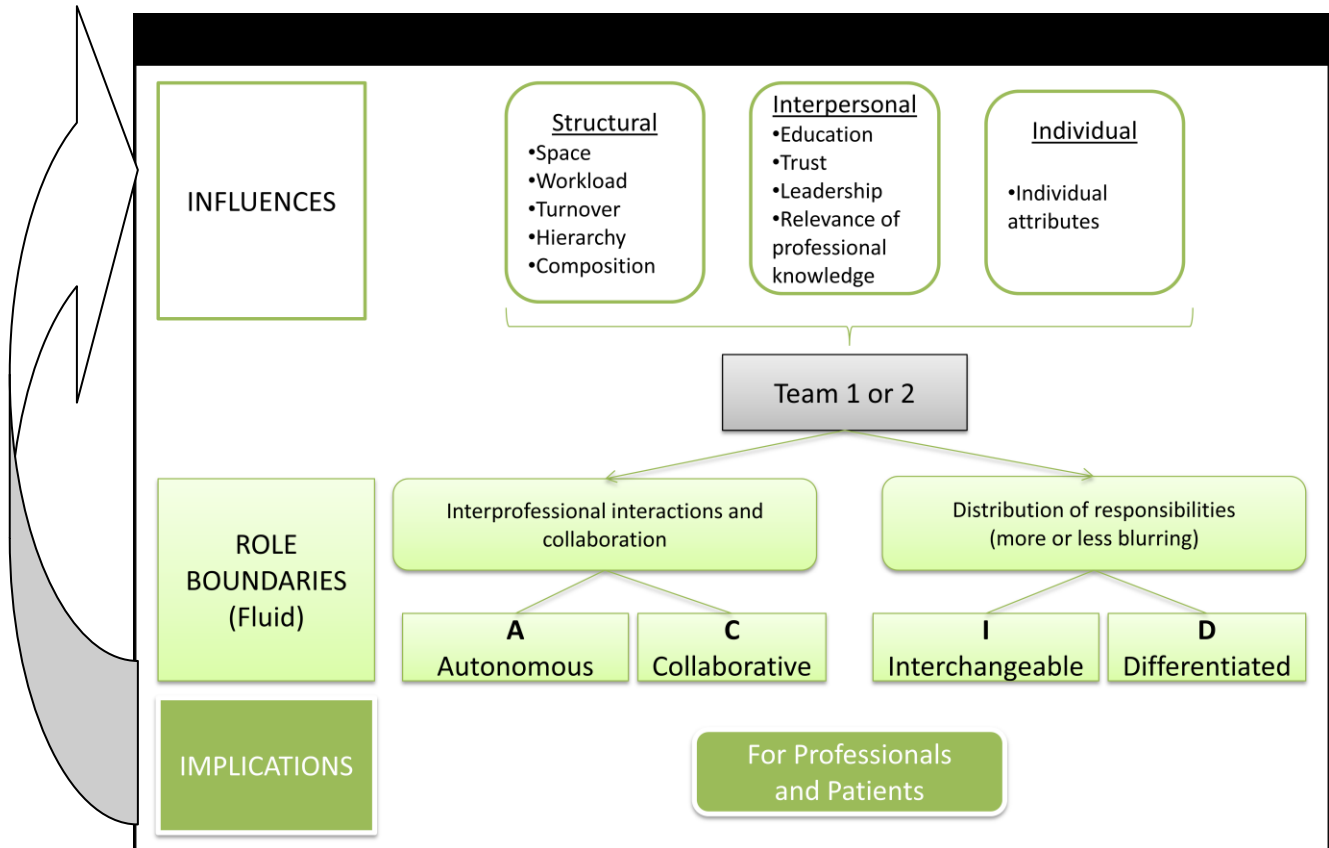 INFLUENCES
Structural
•Space
•Workload
•Turnover
•Hierarchy
•Composition
Interpersonal
•Education
•Trust
•Leadership
•Relevance of
professional
knowledge
Individual
•Individual
attributes
Team 1 or 2
ROLE
BOUNDARIES
(Fluid)
Interprofessional interactions and
collaboration
Distribution of responsibilities
(more or less blurring)
A
Autonomous
C
Collaborative
I
Interchangeable
D
Differentiated
IMPLICATIONS
For Professionals
and Patients